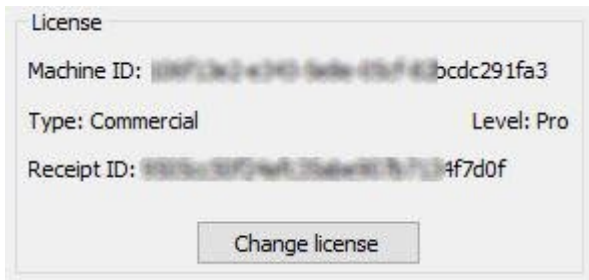 License
Machine ID: bcdc291fa3
Type: Commercial Level: Pro
Receipt ID: 4f7d0f
Change license